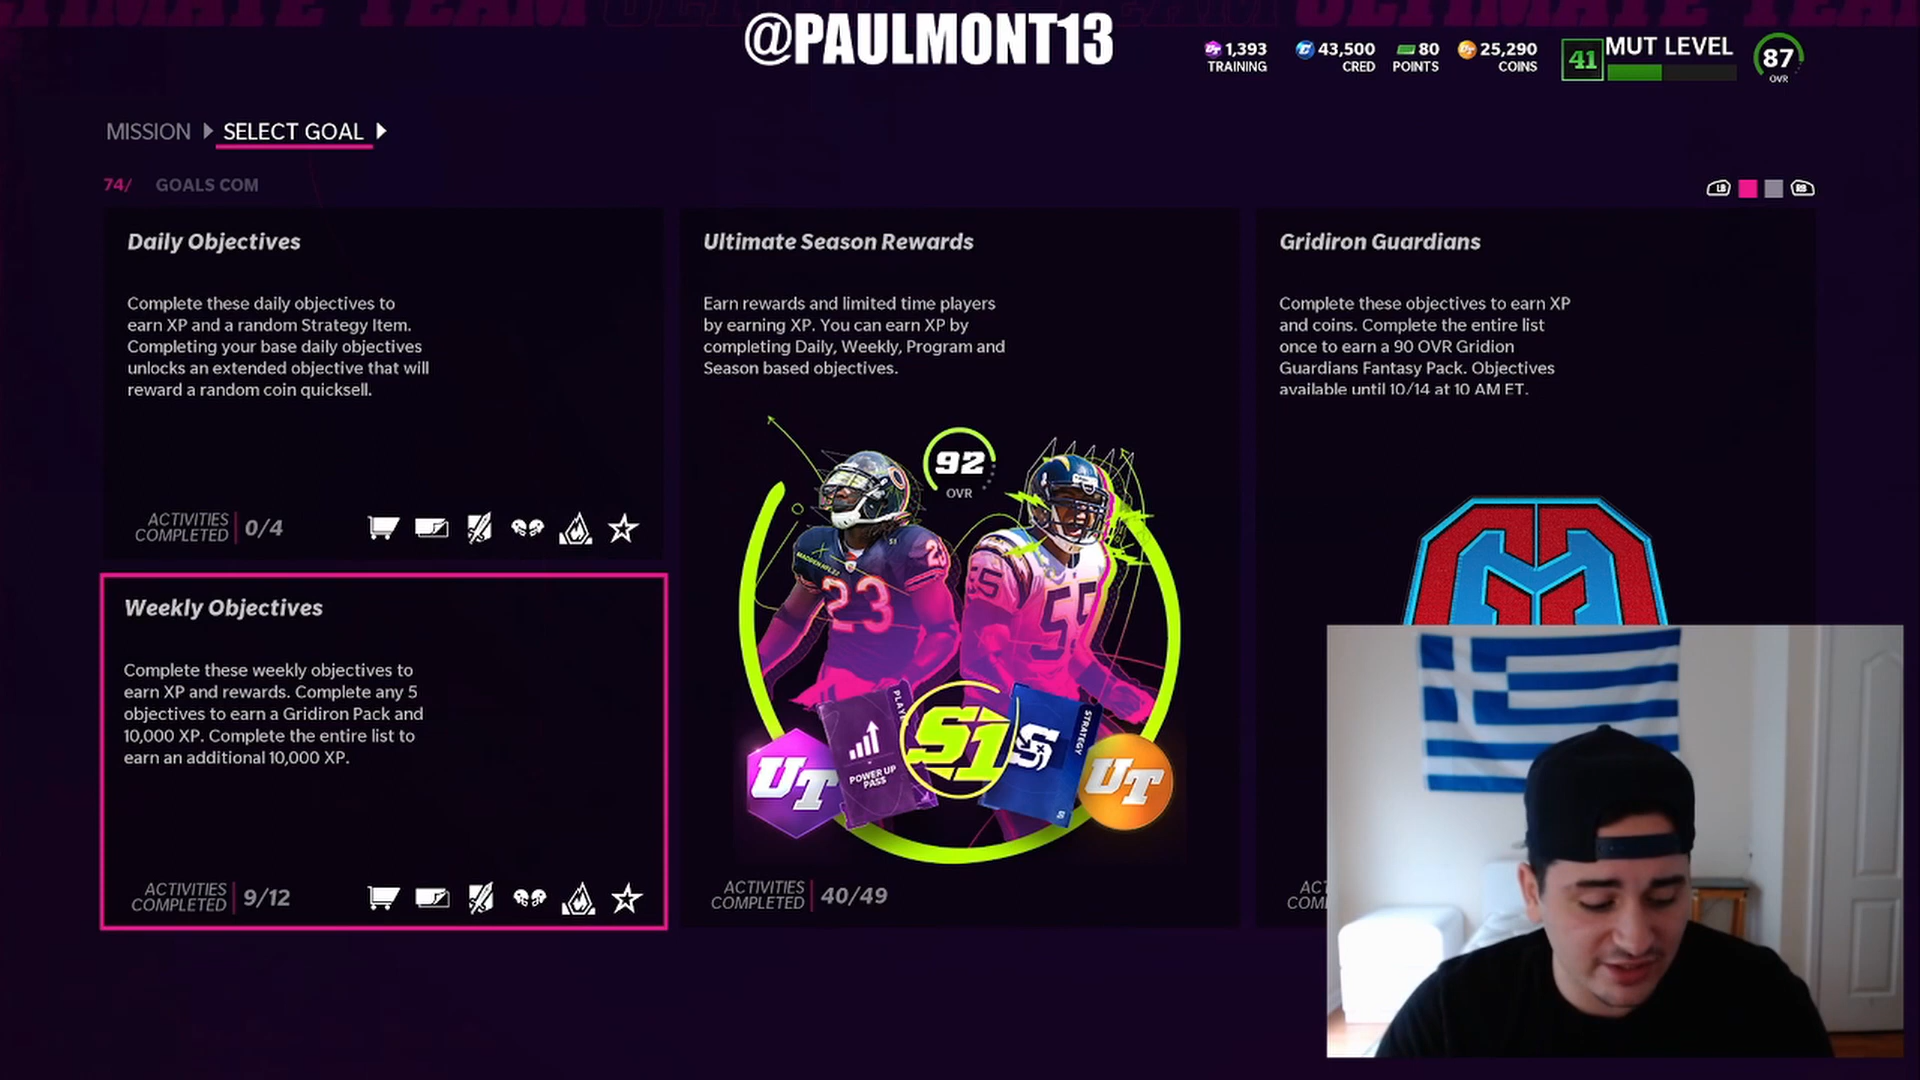 ULTIMATE TEAM
@PAULMONT13
1,393
TRAINING
43,500
CRED
80
POINTS
25,290
COINS
41
MUT LEVEL
87
OVR
MISSION
SELECT GOAL
74/ GOALS COM
LB
RB
Daily Objectives
Complete these daily objectives to
earn XP and a random Strategy Item.
Completing your base daily objectives
unlocks an extended objective that will
reward a random coin quicksell.
ACTIVITIES
COMPLETED
0/4
Weekly Objectives
Complete these weekly objectives to
earn XP and rewards. Complete any 5
objectives to earn a Gridiron Pack and
10,000 XP. Complete the entire list to
earn an additional 10,000 XP.
ACTIVITIES
COMPLETED
9/12
Ultimate Season Rewards
Earn rewards and limited time players
by earning XP. You can earn XP by
completing Daily, Weekly, Program and
Season based objectives.
92
OVR
23
55
UT
PLAYE
POWER UP
PASS
S1
STRATEGY
UT
ACTIVITIES
COMPLETED
40/49
Gridiron Guardians
Complete these objectives to earn XP
and coins. Complete the entire list
once to earn a 90 OVR Gridion
Guardians Fantasy Pack. Objectives
available until 10/14 at 10 AM ET.
ACT
COM